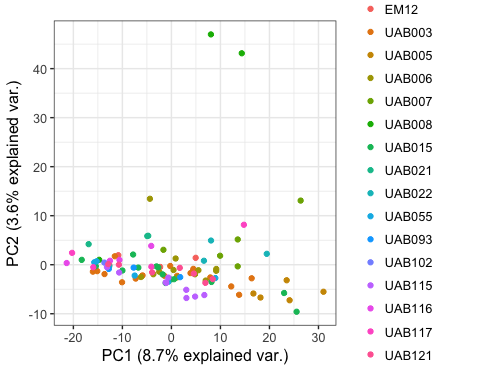 EM12
UAB003
UAB005
UAB006
UAB007
UAB008
UAB015
UAB021
UAB022
UAB055
UAB093
UAB102
UAB115
UAB116
UAB117
UAB121
PC2 (3.6% explained var.)
40
30
20
10
0
-10
-20 -10 0 10 20 30
PC1 (8.7% explained var.)